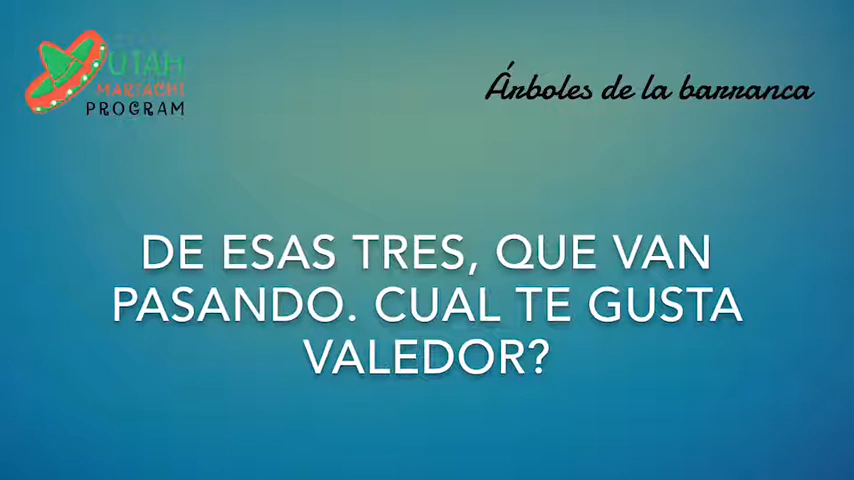 UTAH
MARIACHI
PROGRAM
Árboles de la barranca
DE ESAS TRES, QUE VAN
PASANDO. CUAL TE GUSTA
VALEDOR?